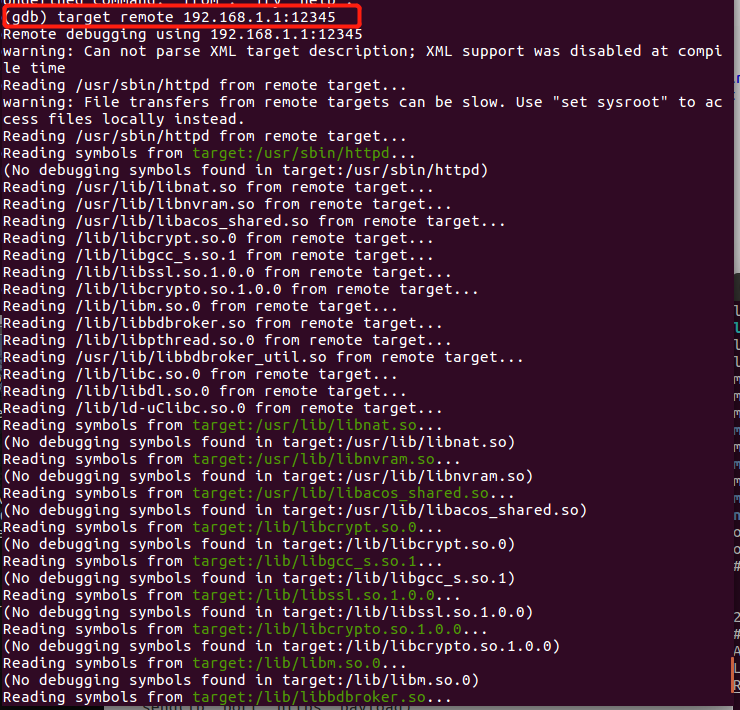 (gdb) target remote 192.168.1.1:12345
Remote debugging using 192.168.1.1:12345
warning: Can not parse XML target description; XML support was disabled at compi
le time
Reading /usr/sbin/httpd from remote target...
warning: File transfers from remote targets can be slow. Use "set sysroot" to ac
cess files locally instead.
Reading /usr/sbin/httpd from remote target...
Reading symbols from target:/usr/sbin/httpd...
(No debugging symbols found in target:/usr/sbin/httpd)
Reading /usr/lib/libnat.so from remote target...
Reading /usr/lib/libnvram.so from remote target...
Reading /usr/lib/libacos_shared.so from remote target...
Reading /lib/libcrypt.so.0 from remote target...
Reading /lib/libgcc_s.so.1 from remote target...
Reading /lib/libssl.so.1.0.0 from remote target...
Reading /lib/libcrypto.so.1.0.0 from remote target...
Reading /lib/libm.so.0 from remote target...
Reading /lib/libbdbroker.so from remote target...
Reading /lib/libpthread.so.0 from remote target...
Reading /usr/lib/libbdbroker_util.so from remote target...
Reading /lib/libc.so.0 from remote target...
Reading /lib/libdl.so.0 from remote target...
Reading /lib/ld-uClibc.so.0 from remote target...
Reading symbols from target:/usr/lib/libnat.so...
(No debugging symbols found in target:/usr/lib/libnat.so)
Reading symbols from target:/usr/lib/libnvram.so...
(No debugging symbols found in target:/usr/lib/libnvram.so)
Reading symbols from target:/usr/lib/libacos_shared.so...
(No debugging symbols found in target:/usr/lib/libacos_shared.so)
Reading symbols from target:/lib/libcrypt.so.0...
(No debugging symbols found in target:/lib/libcrypt.so.0)
Reading symbols from target:/lib/libgcc_s.so.1...
(No debugging symbols found in target:/lib/libgcc_s.so.1)
Reading symbols from target:/lib/libssl.so.1.0.0...
(No debugging symbols found in target:/lib/libssl.so.1.0.0)
Reading symbols from target:/lib/libcrypto.so.1.0.0...
(No debugging symbols found in target:/lib/libcrypto.so.1.0.0)
Reading symbols from target:/lib/libm.so.0...
(No debugging symbols found in target:/lib/libm.so.0)
Reading symbols from target:/lib/libbdbroker.so...